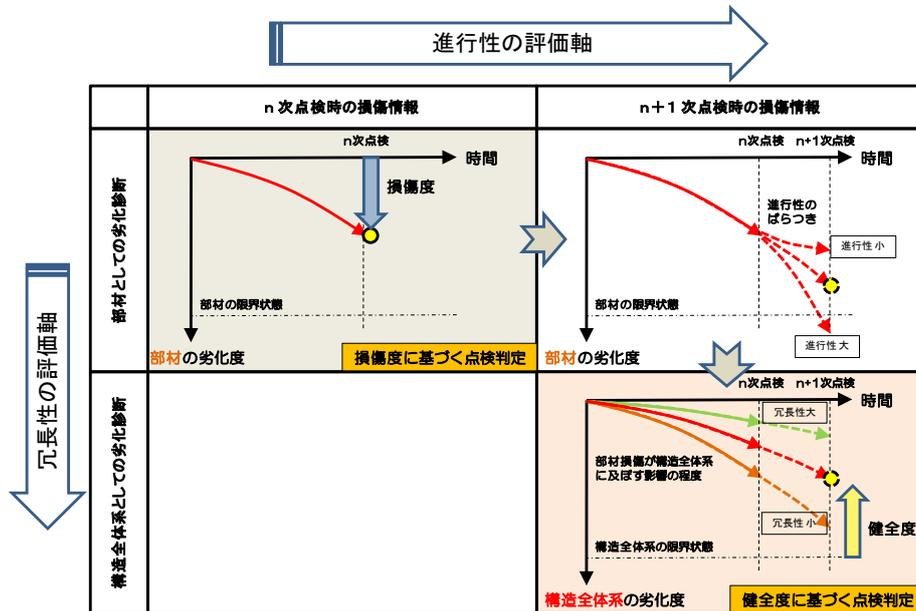 進行性の評価軸
n次点検時の損傷情報
n+1次点検時の損傷情報
冗長性の評価軸
部材としての劣化診断
n次点検
時間
損傷度
部材の限界状態
部材の劣化度
損傷度に基づく点検判定
n次点検 n+1次点検
時間
進行性の
ばらつき
進行性小
部材の限界状態
進行性大
部材の劣化度
構造全体系としての劣化診断
n次点検 n+1次点検
時間
冗長性大
部材損傷が構造全体系
に及ぼす影響の程度
冗長性小
健全度
構造全体系の限界状態
構造全体系の劣化度
健全度に基づく点検判定